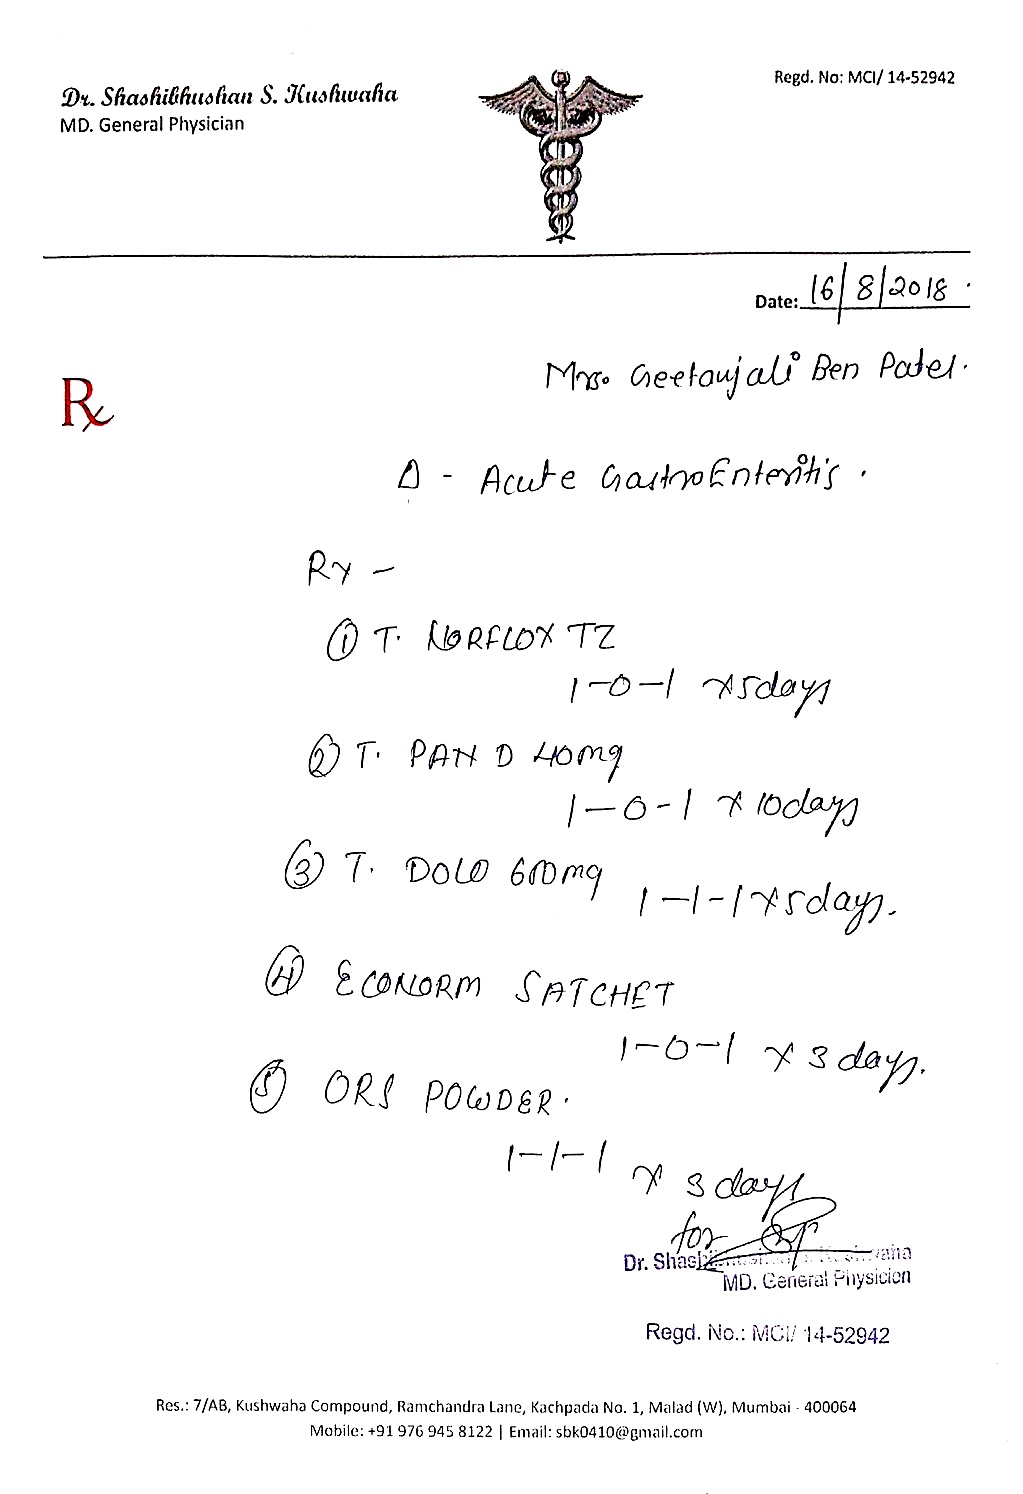 Dr. Shashibhushan S. Kushwaha
MD. General Physician
Regd. No: MCI/ 14-52942
Date: 16/8/2018
Mrs. Geetanjali Ben Patel.
Rx
Δ - Acute GastroEnteritis.
Rx -
① T. NORFLOX TZ
1-0-1 x 5days
② T. PAN D 40mg
1-0-1 x 10days
③ T. DOLO 650mg
1-1-1 x 5days.
④ ECONORM SATCHET
1-0-1 x 3 days.
⑤ ORS POWDER.
1-1-1 x 3 days
for
Dr. Shashibhushan S. Kushwaha
MD. General Physician
Regd. No.: MCI/ 14-52942
Res.: 7/AB, Kushwaha Compound, Ramchandra Lane, Kachpada No. 1, Malad (W), Mumbai - 400064
Mobile: +91 976 945 8122 | Email: sbk0410@gmail.com